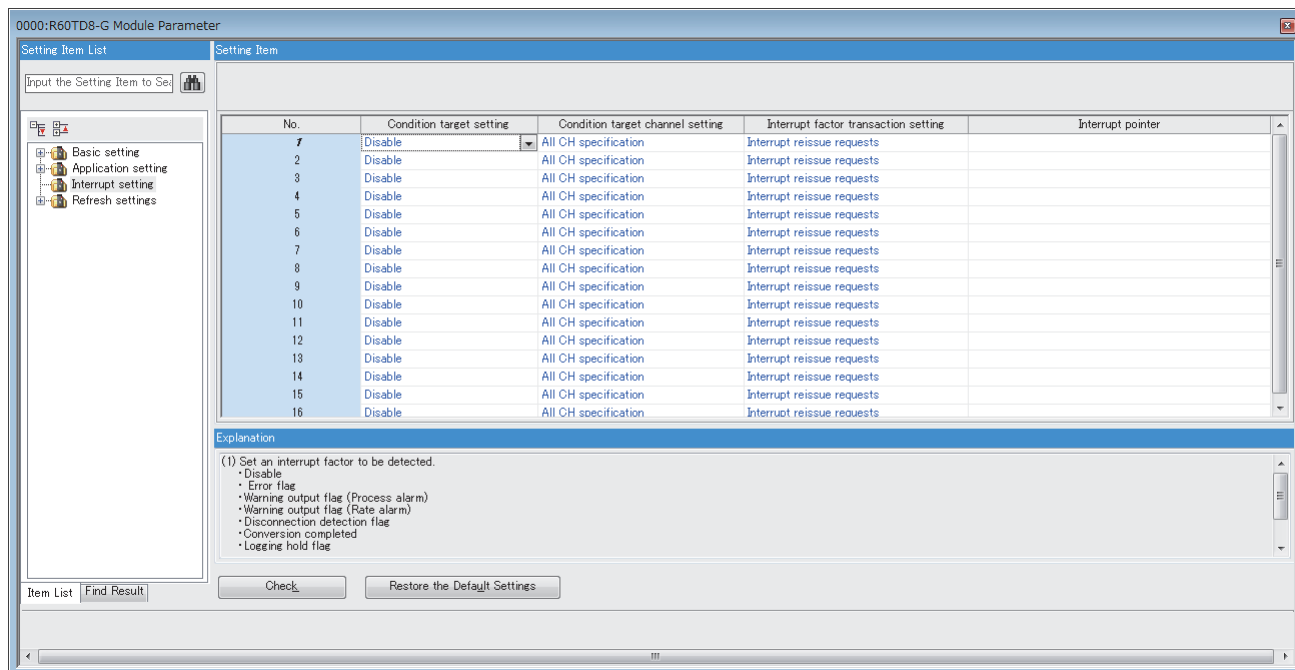 0000:R60TD8-G Module Parameter
Setting Item List
Setting Item
Input the Setting Item to Sea
Basic setting
Application setting
Interrupt setting
Refresh settings
No. Condition target setting Condition target channel setting Interrupt factor transaction setting Interrupt pointer
1 Disable All CH specification Interrupt reissue requests
2 Disable All CH specification Interrupt reissue requests
3 Disable All CH specification Interrupt reissue requests
4 Disable All CH specification Interrupt reissue requests
5 Disable All CH specification Interrupt reissue requests
6 Disable All CH specification Interrupt reissue requests
7 Disable All CH specification Interrupt reissue requests
8 Disable All CH specification Interrupt reissue requests
9 Disable All CH specification Interrupt reissue requests
10 Disable All CH specification Interrupt reissue requests
11 Disable All CH specification Interrupt reissue requests
12 Disable All CH specification Interrupt reissue requests
13 Disable All CH specification Interrupt reissue requests
14 Disable All CH specification Interrupt reissue requests
15 Disable All CH specification Interrupt reissue requests
16 Disable All CH specification Interrupt reissue requests
Explanation
(1) Set an interrupt factor to be detected.
・Disable
・ Error flag
・Warning output flag (Process alarm)
・Warning output flag (Rate alarm)
・Disconnection detection flag
・Conversion completed
・Logging hold flag
Item List Find Result
Check Restore the Default Settings